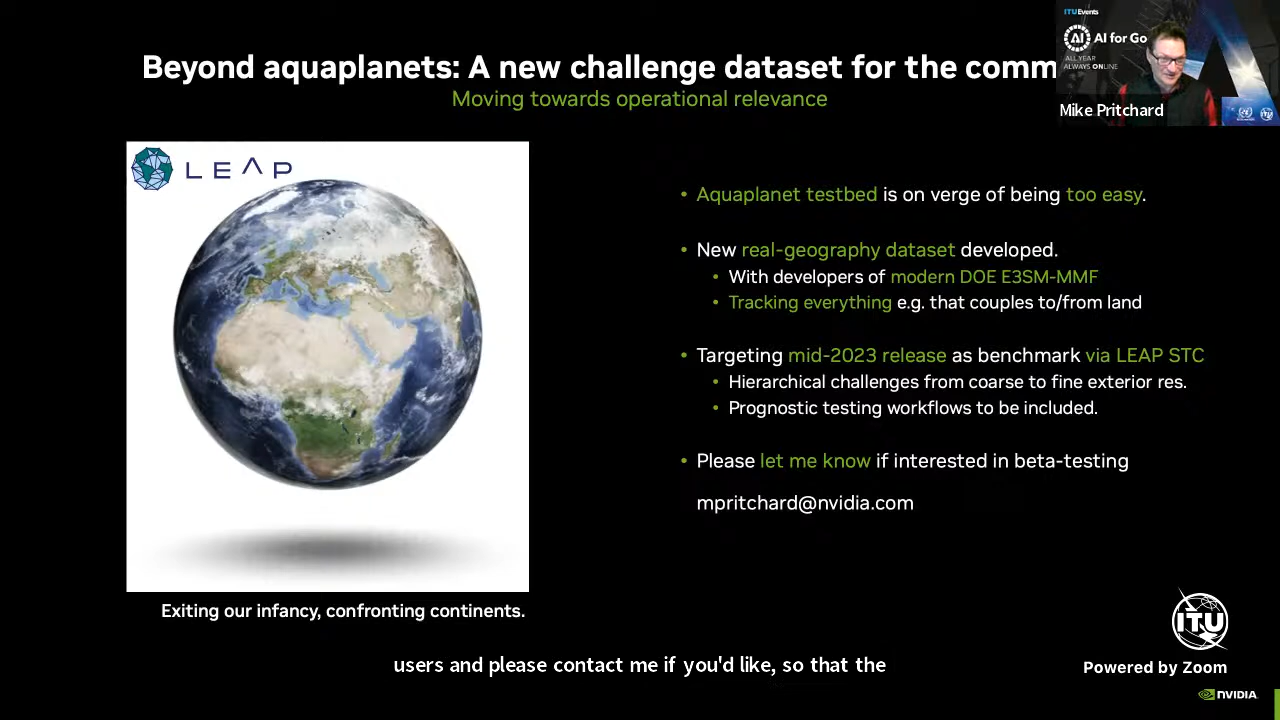 ITUEvents
AI
AI for Go
ALL YEAR
ALWAYS ONLINE
Mike Pritchard
Beyond aquaplanets: A new challenge dataset for the comm
Moving towards operational relevance
LEAP
• Aquaplanet testbed is on verge of being too easy.
• New real-geography dataset developed.
• With developers of modern DOE E3SM-MMF
• Tracking everything e.g. that couples to/from land
• Targeting mid-2023 release as benchmark via LEAP STC
• Hierarchical challenges from coarse to fine exterior res.
• Prognostic testing workflows to be included.
• Please let me know if interested in beta-testing
mpritchard@nvidia.com
Exiting our infancy, confronting continents.
ITU
users and please contact me if you'd like, so that the
Powered by Zoom
NVIDIA.